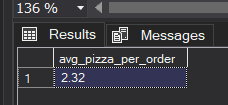 136 %
Results Messages
avg_pizza_per_order
1 2.32